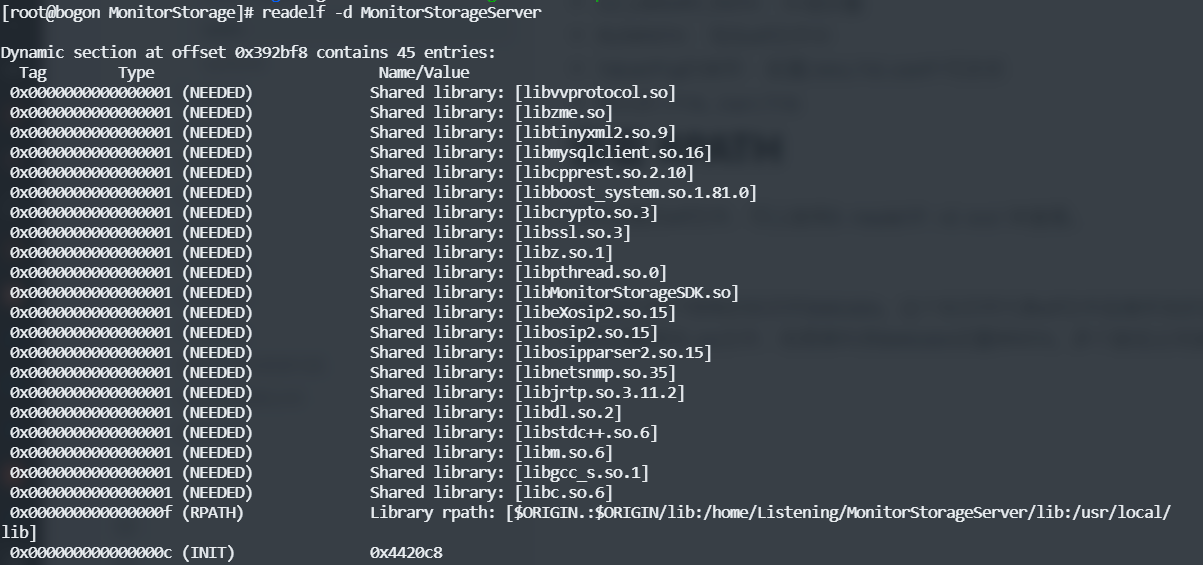 [root@bogon MonitorStorage]# readelf -d MonitorStorageServer

Dynamic section at offset 0x392bf8 contains 45 entries:
  Tag        Type                         Name/Value
 0x0000000000000001 (NEEDED)             Shared library: [libvvprotocol.so]
 0x0000000000000001 (NEEDED)             Shared library: [libzme.so]
 0x0000000000000001 (NEEDED)             Shared library: [libtinyxml2.so.9]
 0x0000000000000001 (NEEDED)             Shared library: [libmysqlclient.so.16]
 0x0000000000000001 (NEEDED)             Shared library: [libcpprest.so.2.10]
 0x0000000000000001 (NEEDED)             Shared library: [libboost_system.so.1.81.0]
 0x0000000000000001 (NEEDED)             Shared library: [libcrypto.so.3]
 0x0000000000000001 (NEEDED)             Shared library: [libssl.so.3]
 0x0000000000000001 (NEEDED)             Shared library: [libz.so.1]
 0x0000000000000001 (NEEDED)             Shared library: [libpthread.so.0]
 0x0000000000000001 (NEEDED)             Shared library: [libMonitorStorageSDK.so]
 0x0000000000000001 (NEEDED)             Shared library: [libeXosip2.so.15]
 0x0000000000000001 (NEEDED)             Shared library: [libosip2.so.15]
 0x0000000000000001 (NEEDED)             Shared library: [libosipparser2.so.15]
 0x0000000000000001 (NEEDED)             Shared library: [libnetsnmp.so.35]
 0x0000000000000001 (NEEDED)             Shared library: [libjrtp.so.3.11.2]
 0x0000000000000001 (NEEDED)             Shared library: [libdl.so.2]
 0x0000000000000001 (NEEDED)             Shared library: [libstdc++.so.6]
 0x0000000000000001 (NEEDED)             Shared library: [libm.so.6]
 0x0000000000000001 (NEEDED)             Shared library: [libgcc_s.so.1]
 0x0000000000000001 (NEEDED)             Shared library: [libc.so.6]
 0x000000000000000f (RPATH)              Library rpath: [$ORIGIN.:$ORIGIN/lib:/home/Listening/MonitorStorageServer/lib:/usr/local/
lib]
 0x000000000000000c (INIT)               0x4420c8